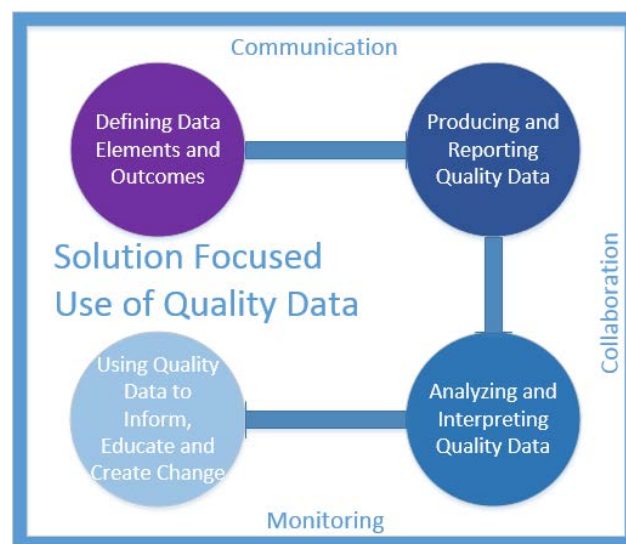 Communication
Defining Data
Elements and
Outcomes
Producing and
Reporting
Quality Data
Solution Focused
Use of Quality Data
Collaboration
Using Quality
Data to
Inform,
Educate and
Create Change
Analyzing and
Interpreting
Quality Data
Monitoring